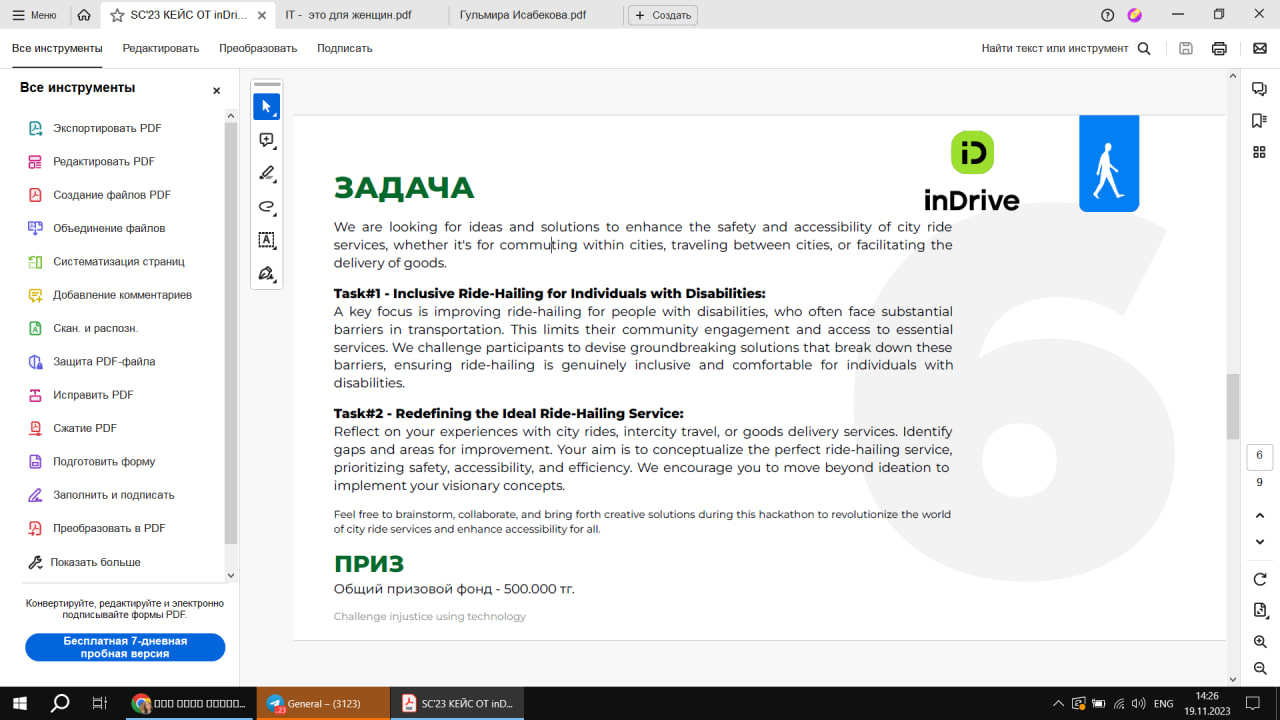 Меню
SC'23 КЕЙС ОТ inDri...
IT - это для женщин.pdf
Гульмира Исабекова.pdf
Создать
Все инструменты
Редактировать
Преобразовать
Подписать
Найти текст или инструмент
Все инструменты
Экспортировать PDF
Редактировать PDF
Создание файлов PDF
Объединение файлов
Систематизация страниц
Добавление комментариев
Скан. и распозн.
Защита PDF-файла
Исправить PDF
Сжатие PDF
Подготовить форму
Заполнить и подписать
Преобразовать в PDF
Показать больше
Конвертируйте, редактируйте и электронно
подписывайте формы PDF.
Бесплатная 7-дневная
пробная версия
iD
inDrive
6
ЗАДАЧА
We are looking for ideas and solutions to enhance the safety and accessibility of city ride
services, whether it's for commuting within cities, traveling between cities, or facilitating the
delivery of goods.
Task#1 - Inclusive Ride-Hailing for Individuals with Disabilities:
A key focus is improving ride-hailing for people with disabilities, who often face substantial
barriers in transportation. This limits their community engagement and access to essential
services. We challenge participants to devise groundbreaking solutions that break down these
barriers, ensuring ride-hailing is genuinely inclusive and comfortable for individuals with
disabilities.
Task#2 - Redefining the Ideal Ride-Hailing Service:
Reflect on your experiences with city rides, intercity travel, or goods delivery services. Identify
gaps and areas for improvement. Your aim is to conceptualize the perfect ride-hailing service,
prioritizing safety, accessibility, and efficiency. We encourage you to move beyond ideation to
implement your visionary concepts.
Feel free to brainstorm, collaborate, and bring forth creative solutions during this hackathon to revolutionize the world
of city ride services and enhance accessibility for all.
ПРИЗ
Общий призовой фонд - 500.000 тг.
Challenge injustice using technology
6
9
General – (3123)
..23
SC'23 КЕЙС ОТ inD...
ENG
14:26
19.11.2023